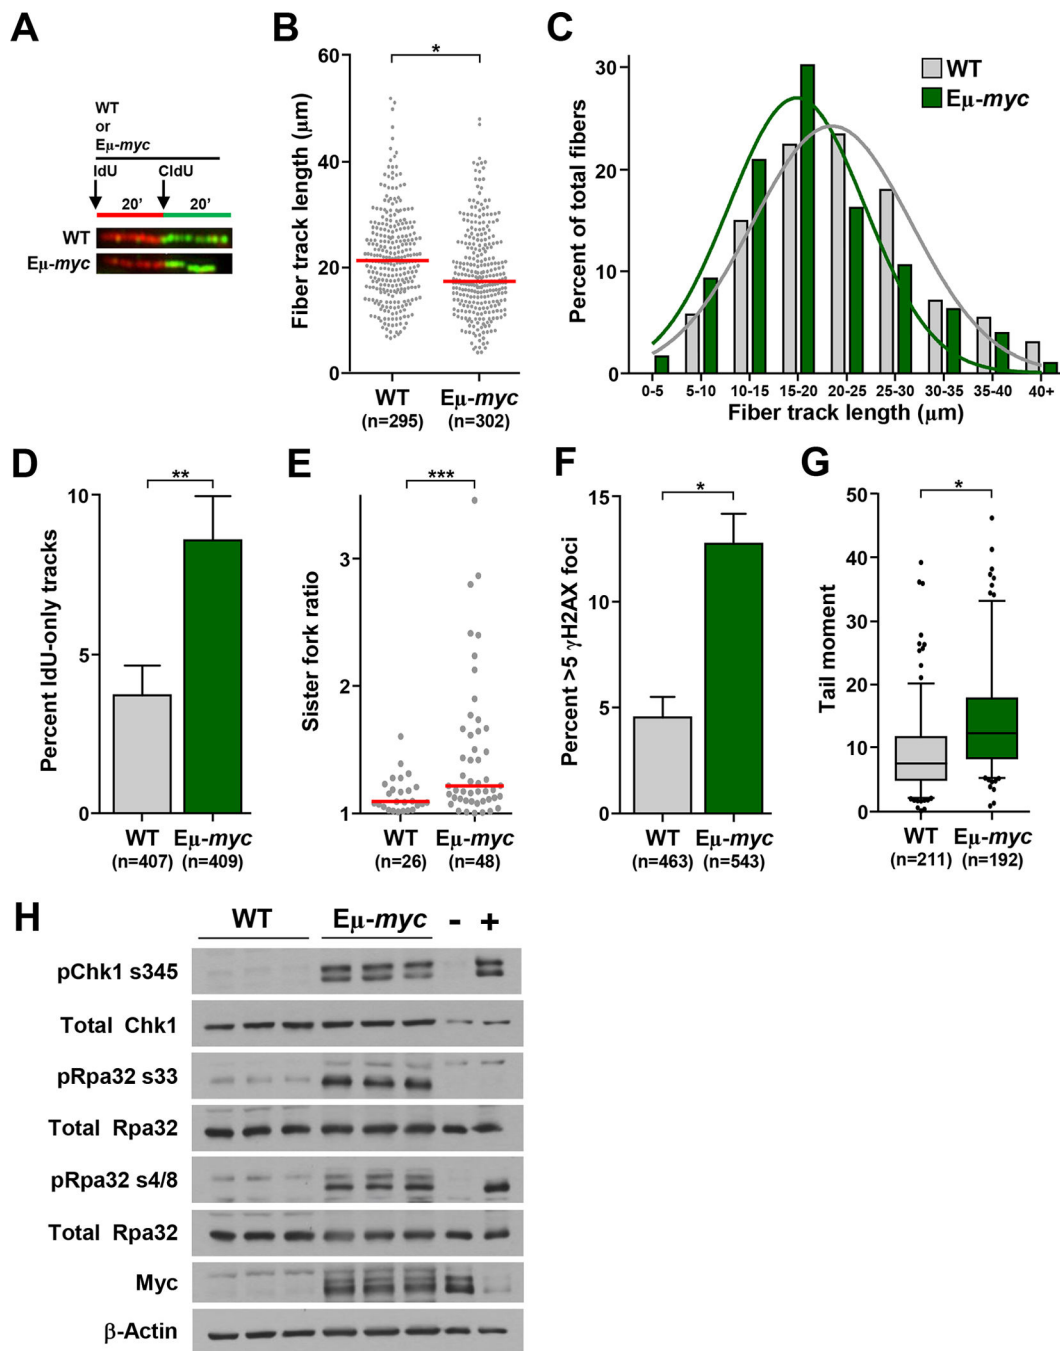 A
WT
or
Eμ-myc
IdU
CldU
20'
20'
WT
Eμ-myc
B
*
Fiber track length (μm)
60
40
20
0
WT
(n=295)
Eμ-myc
(n=302)
C
WT
Eμ-myc
Percent of total fibers
30
20
10
0
0-5
5-10
10-15
15-20
20-25
25-30
30-35
35-40
40+
Fiber track length (μm)
D
**
Percent IdU-only tracks
10
5
0
WT
(n=407)
Eμ-myc
(n=409)
E
***
Sister fork ratio
3
2
1
WT
(n=26)
Eμ-myc
(n=48)
F
*
Percent >5 γH2AX foci
15
10
5
0
WT
(n=463)
Eμ-myc
(n=543)
G
*
Tail moment
50
40
30
20
10
0
WT
(n=211)
Eμ-myc
(n=192)
H
WT
Eμ-myc
-
+
pChk1 s345
Total Chk1
pRpa32 s33
Total Rpa32
pRpa32 s4/8
Total Rpa32
Myc
β-Actin